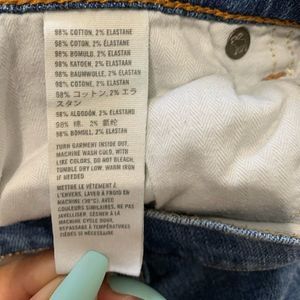 98% COTTON, 2% ELASTANE
98% COTON, 2% ELASTANE
98% BOMULD, 2% ELASTANE
98% KATOEN, 2% ELASTAAN
98% BAUMWOLLE, 2% ELASTAN
98% COTONE, 2% ELASTAN
98% コットン, 2% エラ
スタン
98% ALGODÓN, 2% ELASTANO
98% 棉, 2%
98% BOMULL, 2% ELASTAN
TURN GARMENT INSIDE OUT,
MACHINE WASH COLD, WITH
LIKE COLORS, DO NOT BLEACH,
TUMBLE DRY LOW. WARM IRON IF
NEEDED
METTRE LE VÊTEMENT À
L'ENVERS, LAVER À FROID EN
MACHINE (30°C), AVEC
COULEURS SIMILAIRES, NE PAS
JAVELLISER. SÉCHER À LA
MACHINE CYCLE DOUX.
REPASSAGE À TEMPÉRATURE
TIÈDE SI NÉCESSAIRE.